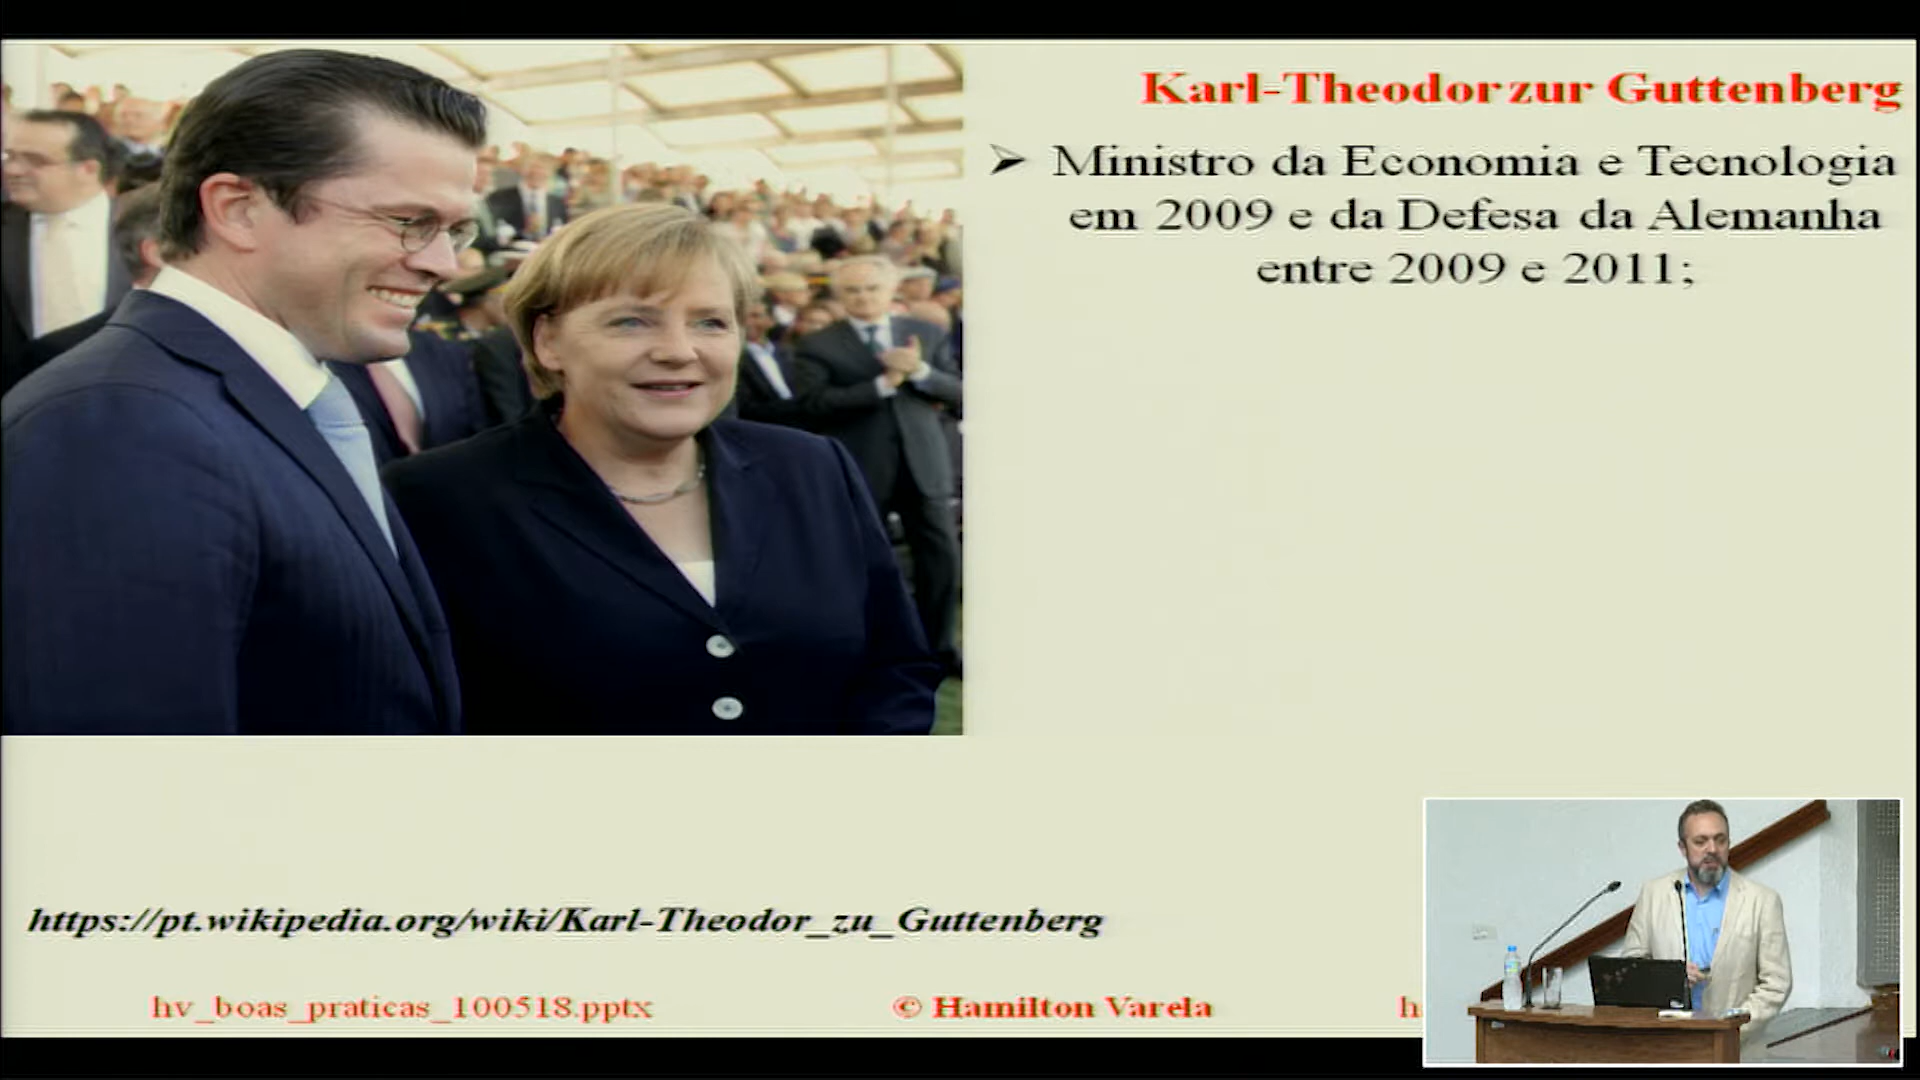 Karl-Theodor zur Guttenberg
➤ Ministro da Economia e Tecnologia
em 2009 e da Defesa da Alemanha
entre 2009 e 2011;
https://pt.wikipedia.org/wiki/Karl-Theodor_zu_Guttenberg
hv_boas_praticas_100518.pptx © Hamilton Varela